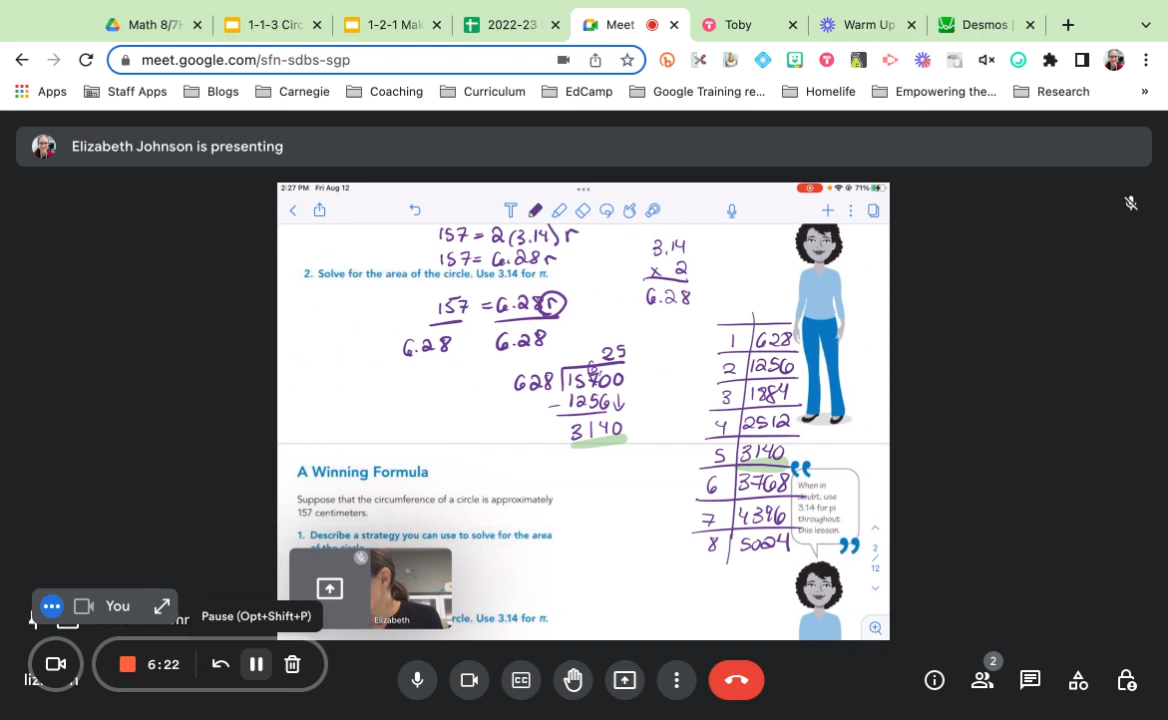 Math 8/7H
1-1-3 Circ
1-2-1 Mak
2022-23
Meet
Toby
Warm Up
Desmos |
meet.google.com/sfn-sdbs-sgp
Apps
Staff Apps
Blogs
Carnegie
Coaching
Curriculum
EdCamp
Google Training re...
Homelife
Empowering the...
Research
»
Elizabeth Johnson is presenting
2:27 PM Fri Aug 12
71%
157 = 2(3.14) r
157 = 6.28r
2. Solve for the area of the circle. Use 3.14 for π.
3.14
x 2
6.28
157 = 6.28r
6.28 6.28
25
628 15700
- 1256↓
3140
1 628
2 1256
3 1884
4 2512
5 3140
6 3768
7 4396
8 5024
A Winning Formula
Suppose that the circumference of a circle is approximately
157 centimeters.
1. Describe a strategy you can use to solve for the area
of the circle
rcle. Use 3.14 for π.
When in
doubt, use
3.14 for pi
throughout
this lesson.
2
/
12
Elizabeth
You
Pause (Opt+Shift+P)
6:22
2